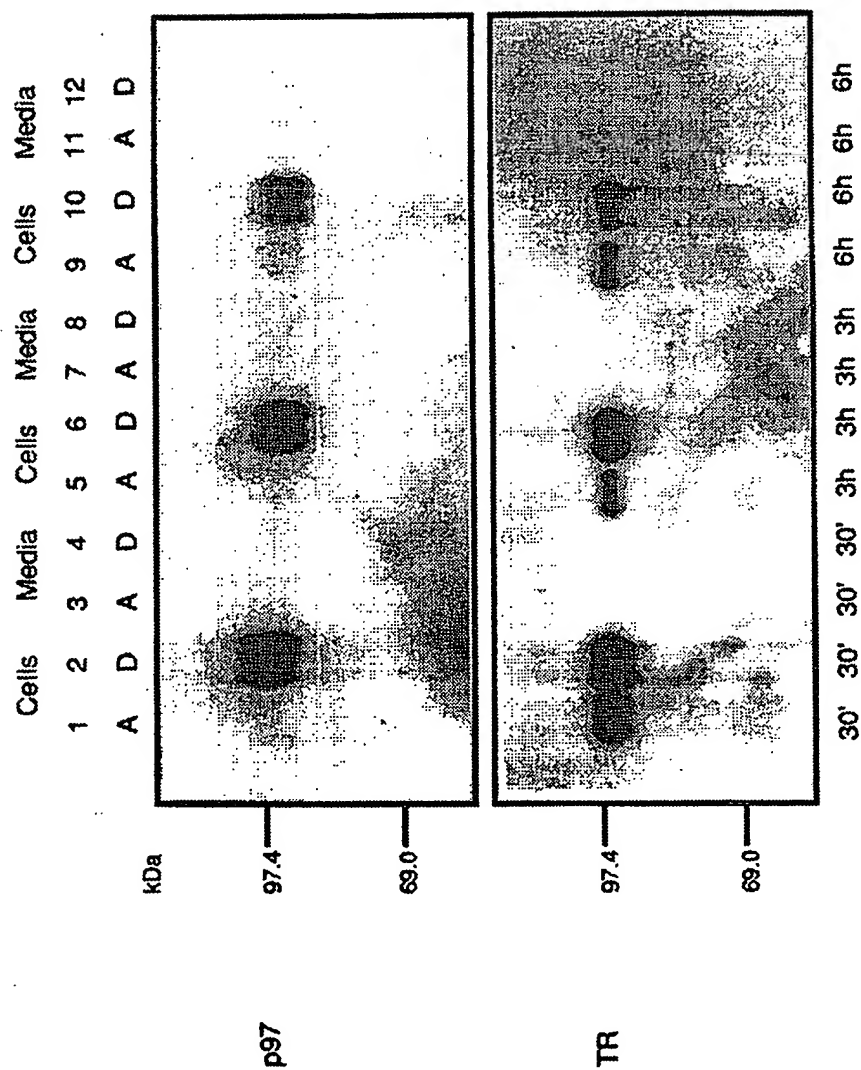 Cells Media Cells Media Cells Media
1 2 3 4 5 6 7 8 9 10 11 12
A D A D A D A D A D A D
kDa
p97
97.4
69.0
TR
97.4
69.0
30' 30' 30' 30' 3h 3h 3h 3h 6h 6h 6h 6h